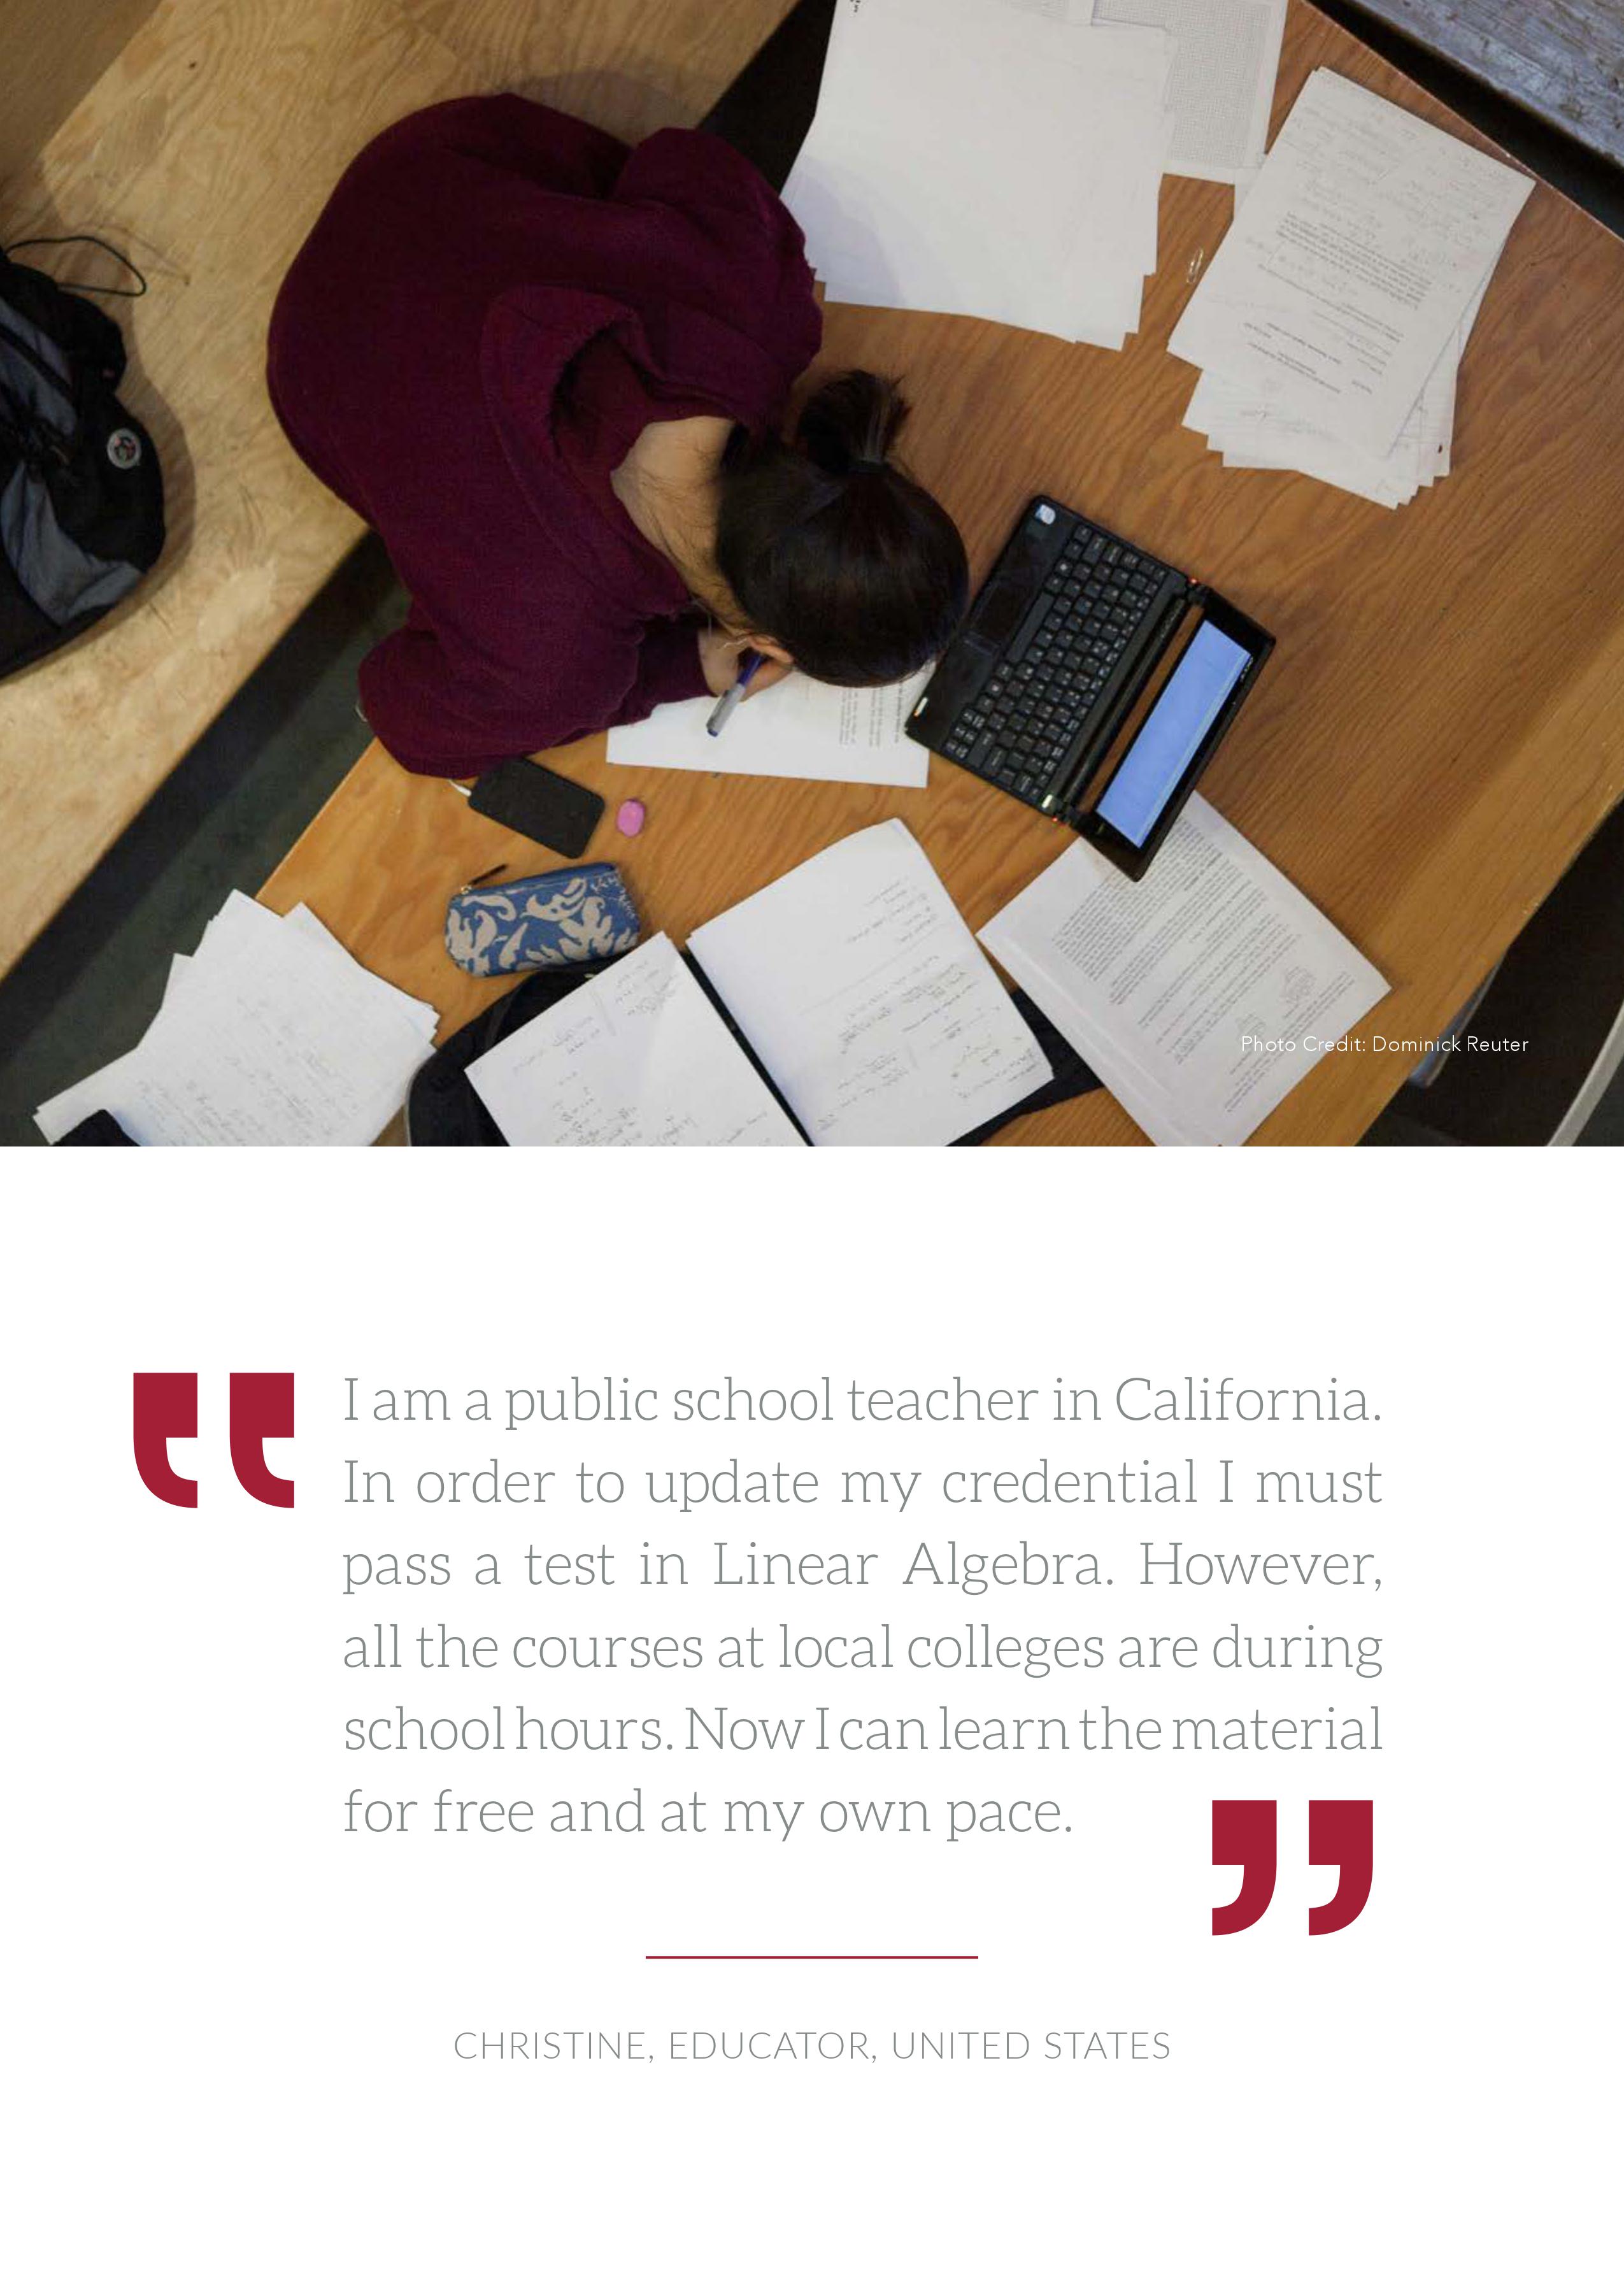 Photo Credit: Dominick Reuter
I am a public school teacher in California.
In order to update my credential I must
pass a test in Linear Algebra. However,
all the courses at local colleges are during
school hours. Now I can learn the material
for free and at my own pace.
CHRISTINE, EDUCATOR, UNITED STATES